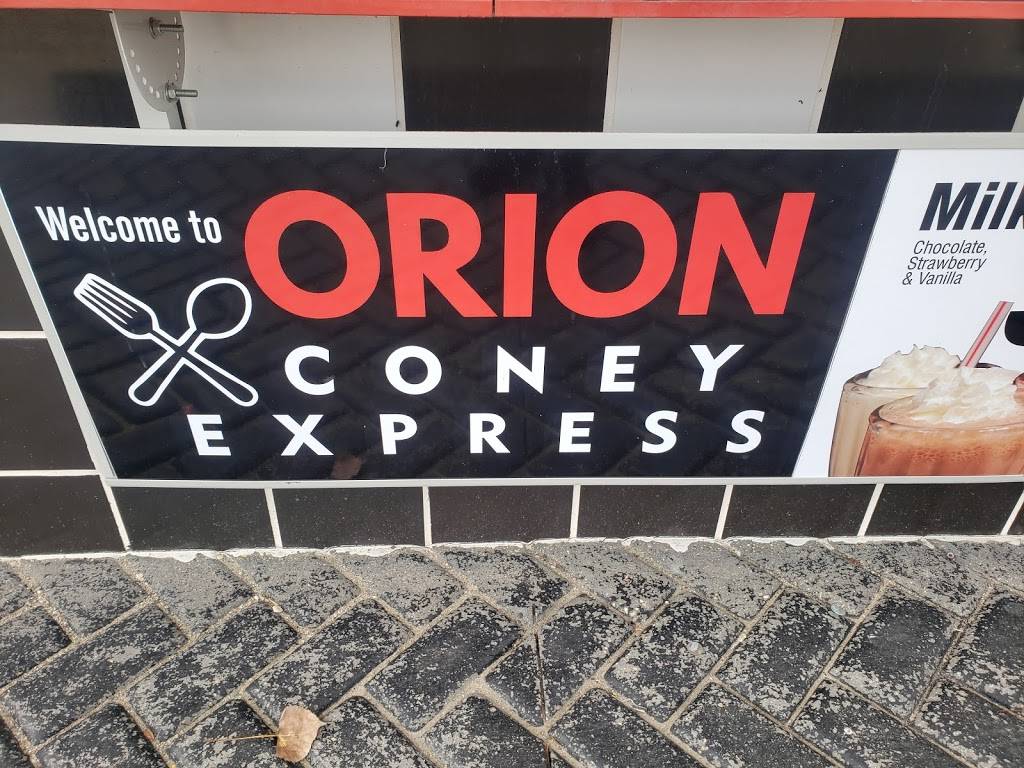 Welcome to ORION
CONEY
EXPRESS
Chocolate,
Strawberry
& Vanilla